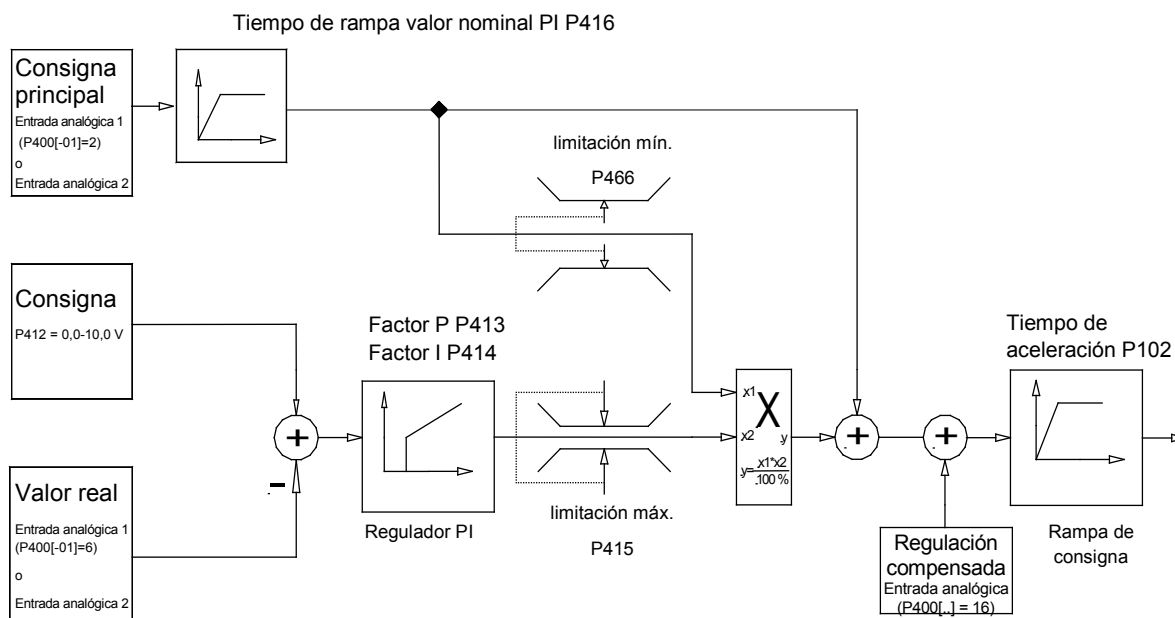 Tiempo de rampa valor nominal PI P416
Consigna
principal
Entrada analógica 1
(P400[-01]=2)
o
Entrada analógica 2
limitación mín.
P466
Consigna
P412 = 0,0-10,0 V
Factor P P413
Factor I P414
Tiempo de
aceleración P102
x1
X
x2
y
y=
x1*x2
100 %
+
+
+
-
Valor real
Entrada analógica 1
(P400[-01]=6)
o
Entrada analógica 2
Regulador PI
limitación máx.
P415
Regulación
compensada
Entrada analógica
(P400[..] = 16)
Rampa de
consigna